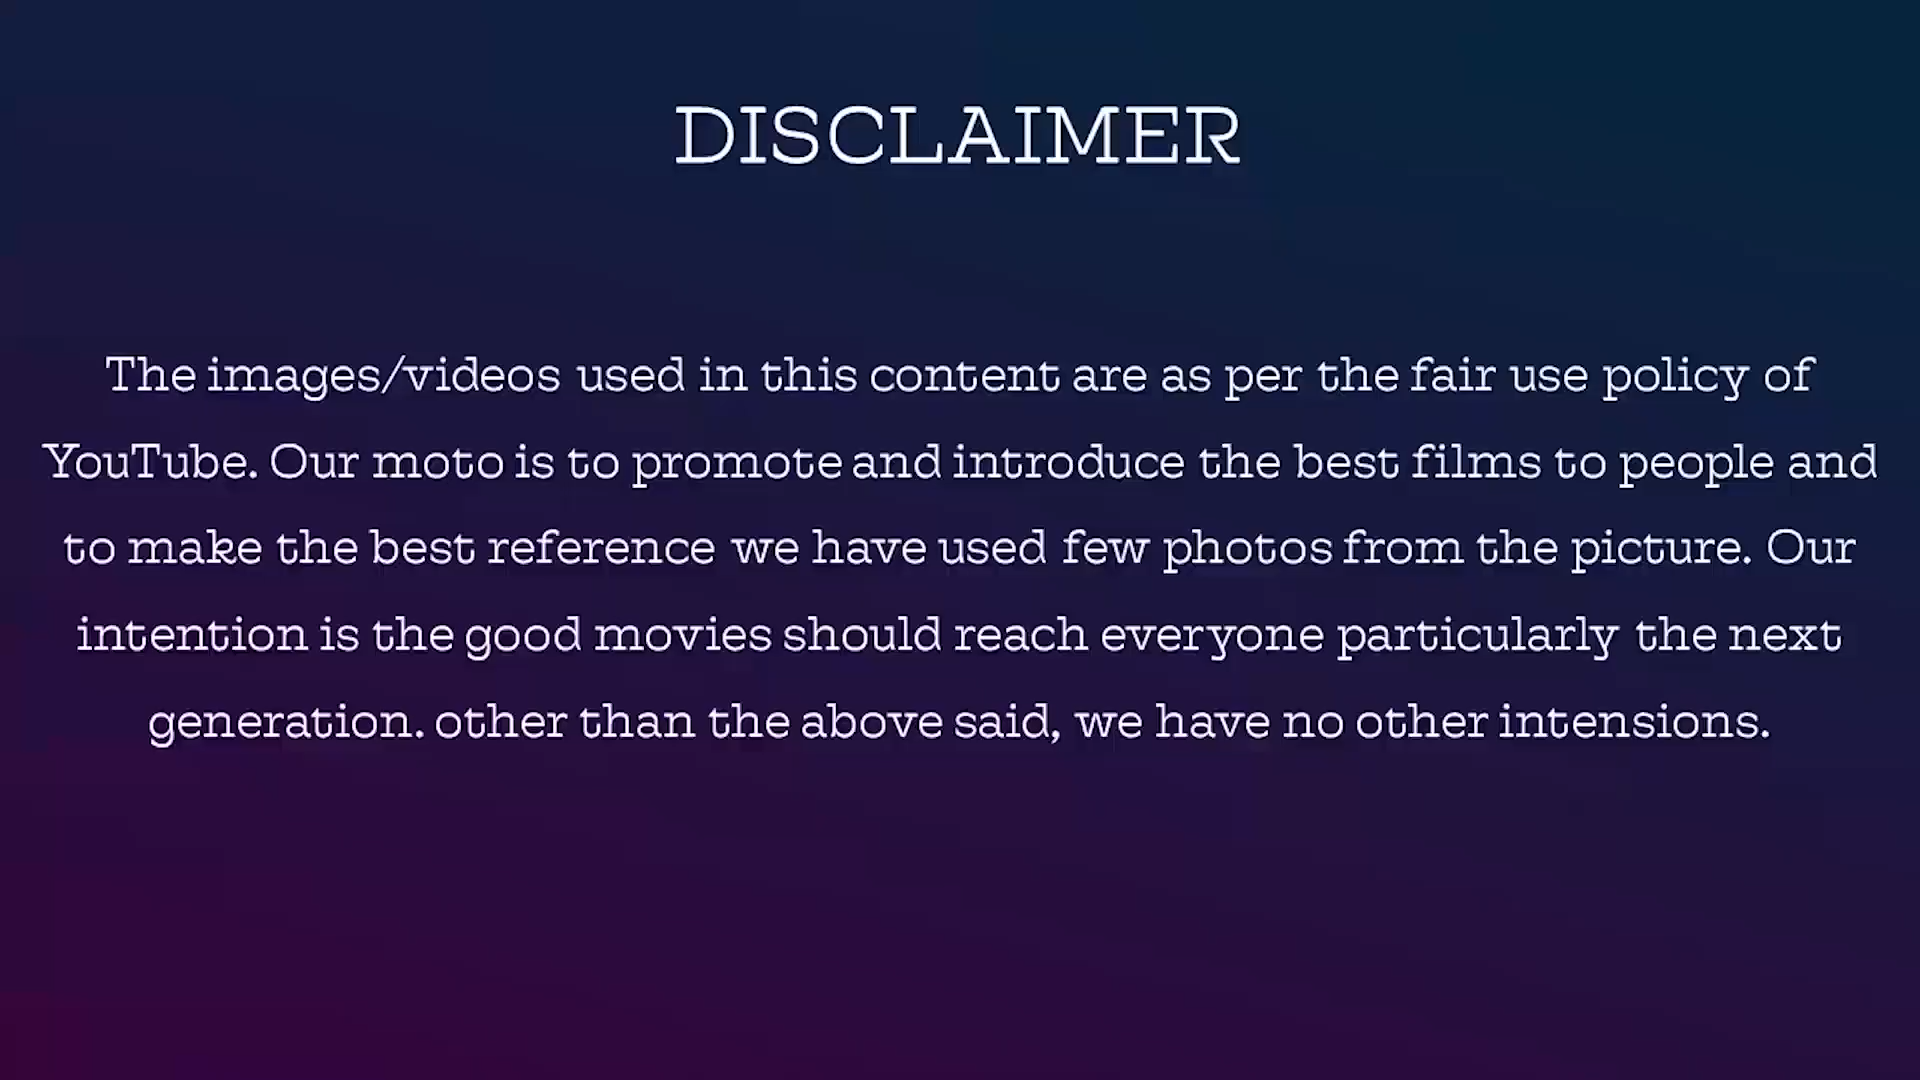 DISCLAIMER
The images/videos used in this content are as per the fair use policy of
YouTube. Our moto is to promote and introduce the best films to people and
to make the best reference we have used few photos from the picture. Our
intention is the good movies should reach everyone particularly the next
generation. other than the above said, we have no other intensions.